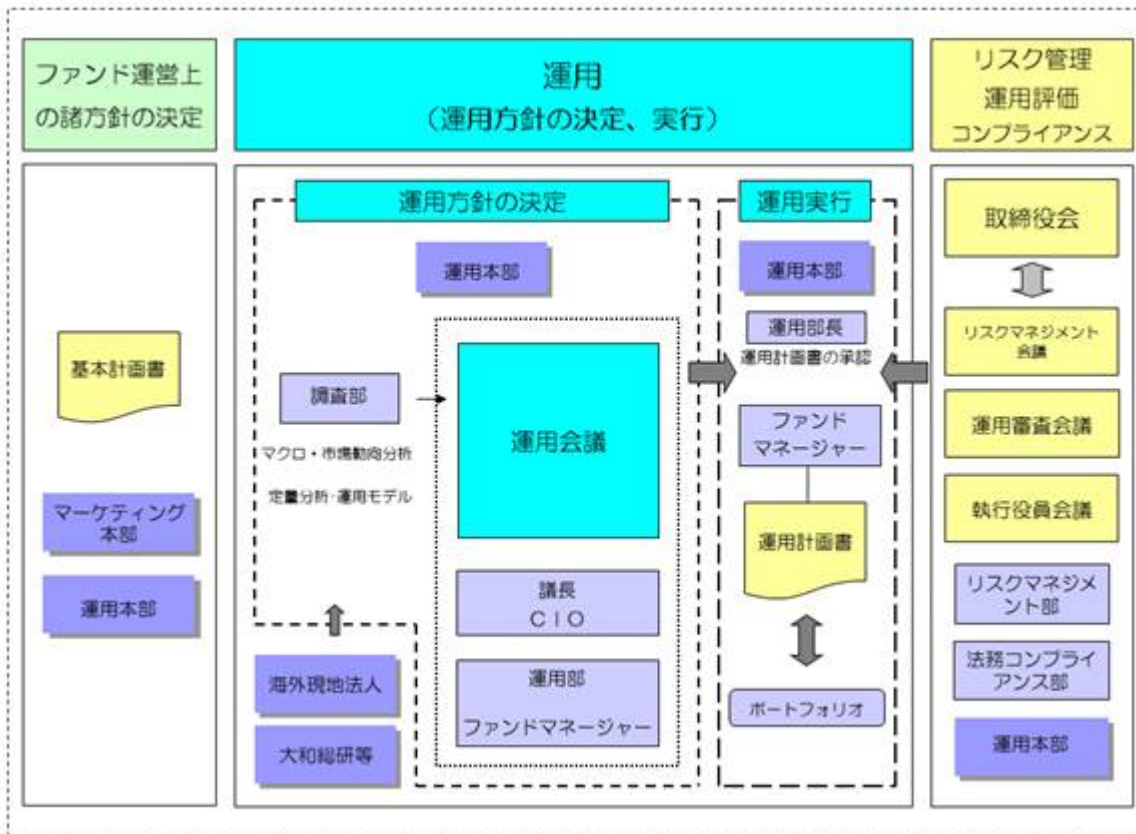 ファンド運営上
の諸方針の決定
運用
（運用方針の決定、実行）
リスク管理
運用評価
コンプライアンス
基本計画書
マーケティング
本部
運用本部
運用方針の決定
運用本部
調査部
マクロ・市場動向分析
定量分析・運用モデル
運用会議
議長
ＣＩＯ
運用部
ファンドマネージャー
海外現地法人
大和総研等
運用実行
運用本部
運用部長
運用計画書の承認
ファンド
マネージャー
運用計画書
ポートフォリオ
取締役会
リスクマネジメント
会議
運用審査会議
執行役員会議
リスクマネジメ
ント部
法務コンプライ
アンス部
運用本部